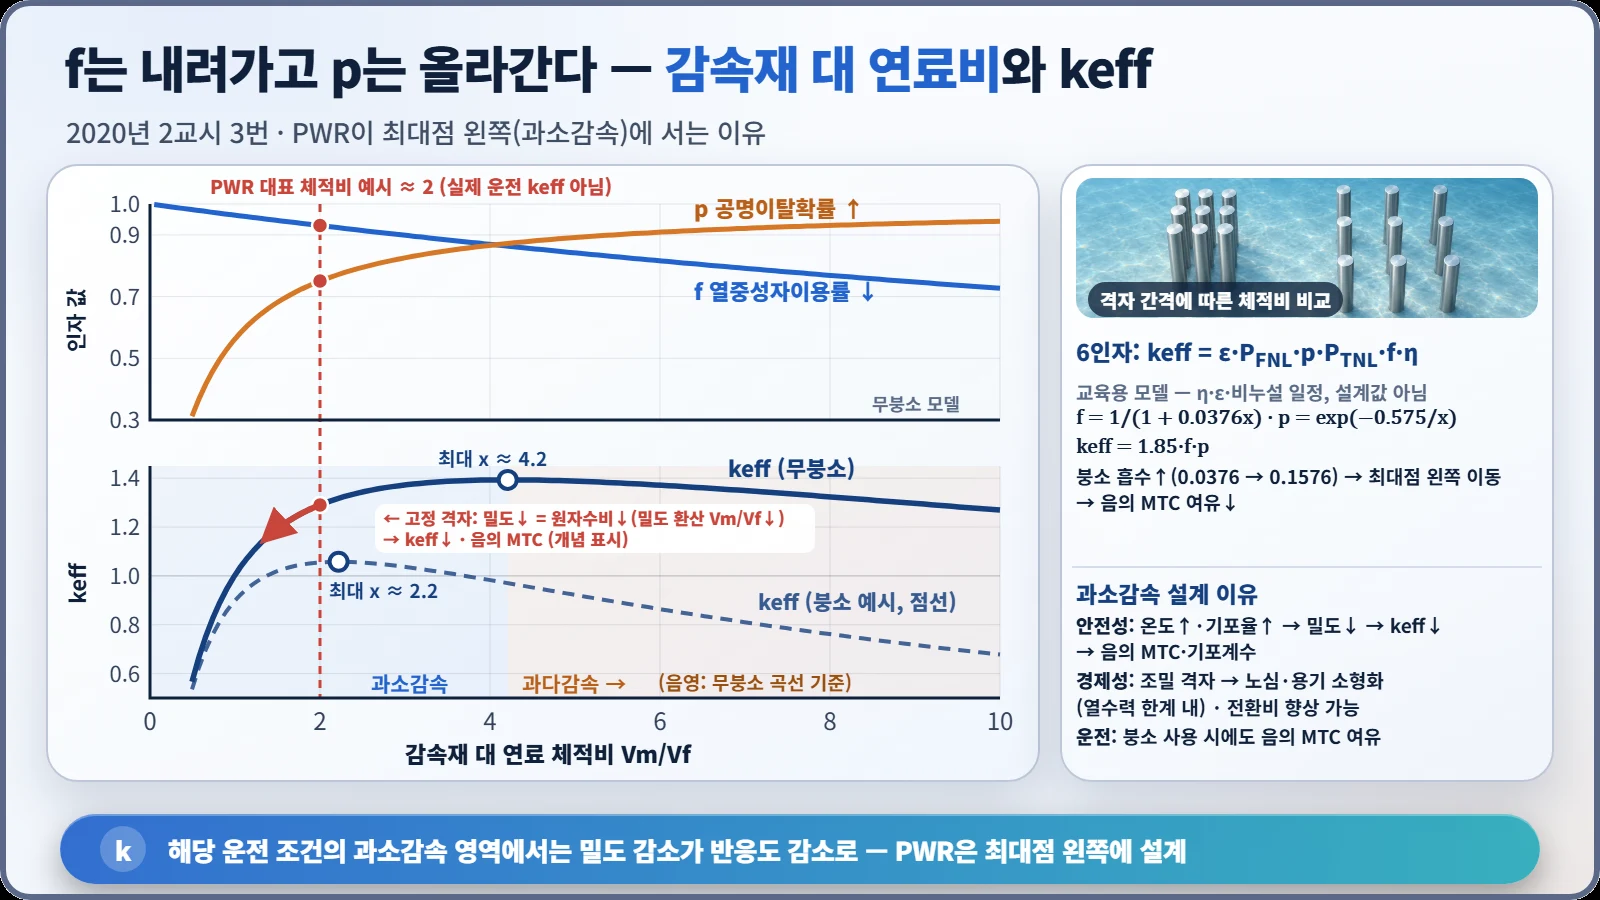 f는 내려가고 p는 올라간다 — 감속재 대 연료비와 keff
2020년 2교시 3번 · PWR이 최대점 왼쪽(과소감속)에 서는 이유
PWR 대표 체적비 예시 ≈ 2 (실제 운전 keff 아님)
1.0
0.9
0.7
0.5
0.3
인자 값
p 공명이탈확률 ↑
f 열중성자이용률 ↓
무붕소 모델
1.4
1.2
1.0
0.8
0.6
keff
최대 x ≈ 4.2
keff (무붕소)
← 고정 격자: 밀도↓ = 원자수비↓(밀도 환산 Vm/Vf↓)
→ keff↓ · 음의 MTC (개념 표시)
최대 x ≈ 2.2
keff (붕소 예시, 점선)
과소감속
과다감속 →
(음영: 무붕소 곡선 기준)
0 2 4 6 8 10
감속재 대 연료 체적비 Vm/Vf
격자 간격에 따른 체적비 비교
6인자: keff = ε·PFNL·p·PTNL·f·η
교육용 모델 — η·ε·비누설 일정, 설계값 아님
f = 1/(1 + 0.0376x) · p = exp(−0.575/x)
keff = 1.85·f·p
붕소 흡수↑(0.0376 → 0.1576) → 최대점 왼쪽 이동
→ 음의 MTC 여유↓
과소감속 설계 이유
안전성: 온도↑·기포율↑ → 밀도↓ → keff↓
→ 음의 MTC·기포계수
경제성: 조밀 격자 → 노심·용기 소형화
(열수력 한계 내) · 전환비 향상 가능
운전: 붕소 사용 시에도 음의 MTC 여유
k
해당 운전 조건의 과소감속 영역에서는 밀도 감소가 반응도 감소로 — PWR은 최대점 왼쪽에 설계